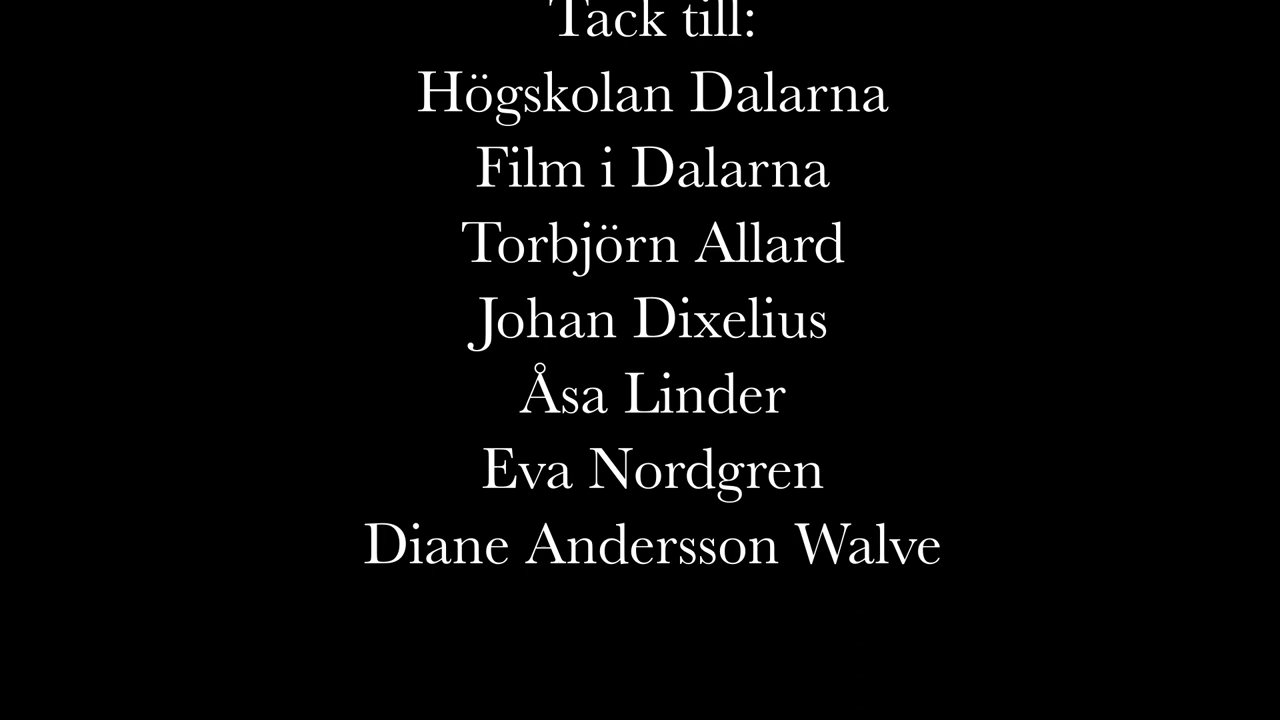 Tack till:
Högskolan Dalarna
Film i Dalarna
Torbjörn Allard
Johan Dixelius
Åsa Linder
Eva Nordgren
Diane Andersson Walve